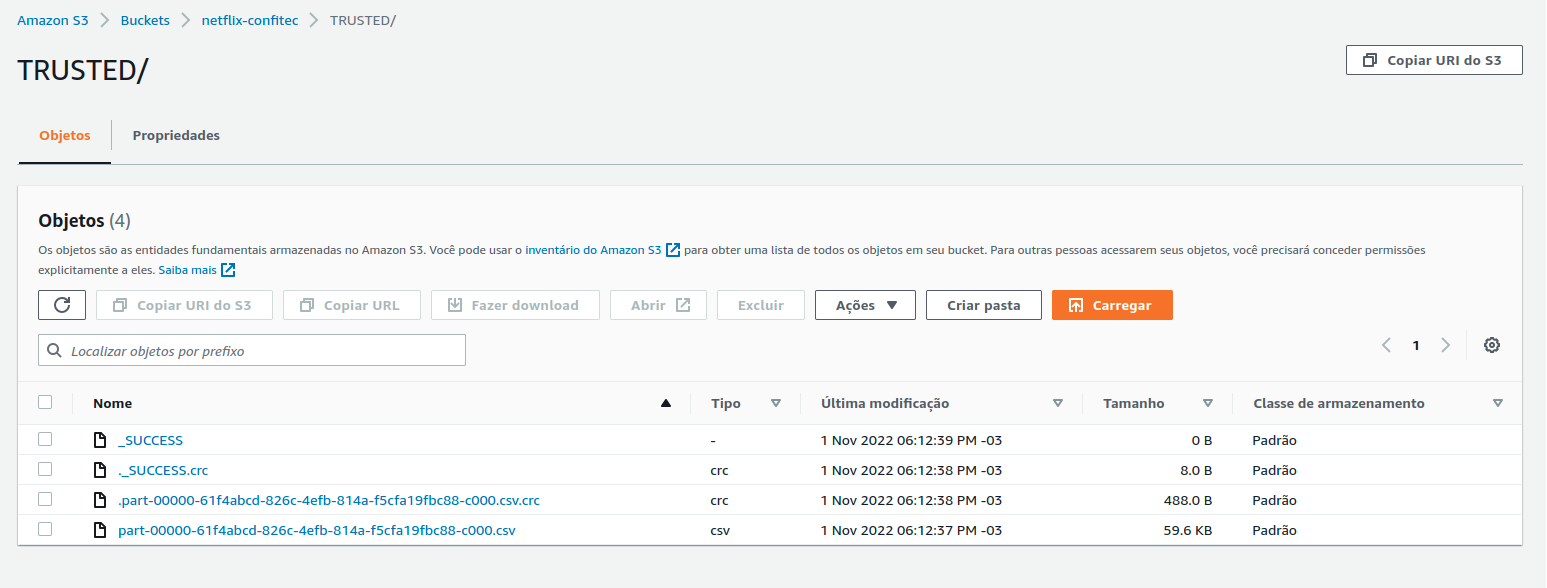 Amazon S3 > Buckets > netflix-confitec > TRUSTED/
TRUSTED/
Copiar URI do S3
Objetos Propriedades
Objetos (4)
Os objetos são as entidades fundamentais armazenadas no Amazon S3. Você pode usar o inventário do Amazon S3 para obter uma lista de todos os objetos em seu bucket. Para outras pessoas acessarem seus objetos, você precisará conceder permissões
explicitamente a eles. Saiba mais
Copiar URI do S3 Copiar URL Fazer download Abrir Excluir Ações Criar pasta Carregar
Localizar objetos por prefixo
1
Nome Tipo Última modificação Tamanho Classe de armazenamento
_SUCCESS - 1 Nov 2022 06:12:39 PM -03 0 B Padrão
._SUCCESS.crc crc 1 Nov 2022 06:12:38 PM -03 8.0 B Padrão
.part-00000-61f4abcd-826c-4efb-814a-f5cfa19fbc88-c000.csv.crc crc 1 Nov 2022 06:12:38 PM -03 488.0 B Padrão
part-00000-61f4abcd-826c-4efb-814a-f5cfa19fbc88-c000.csv csv 1 Nov 2022 06:12:37 PM -03 59.6 KB Padrão